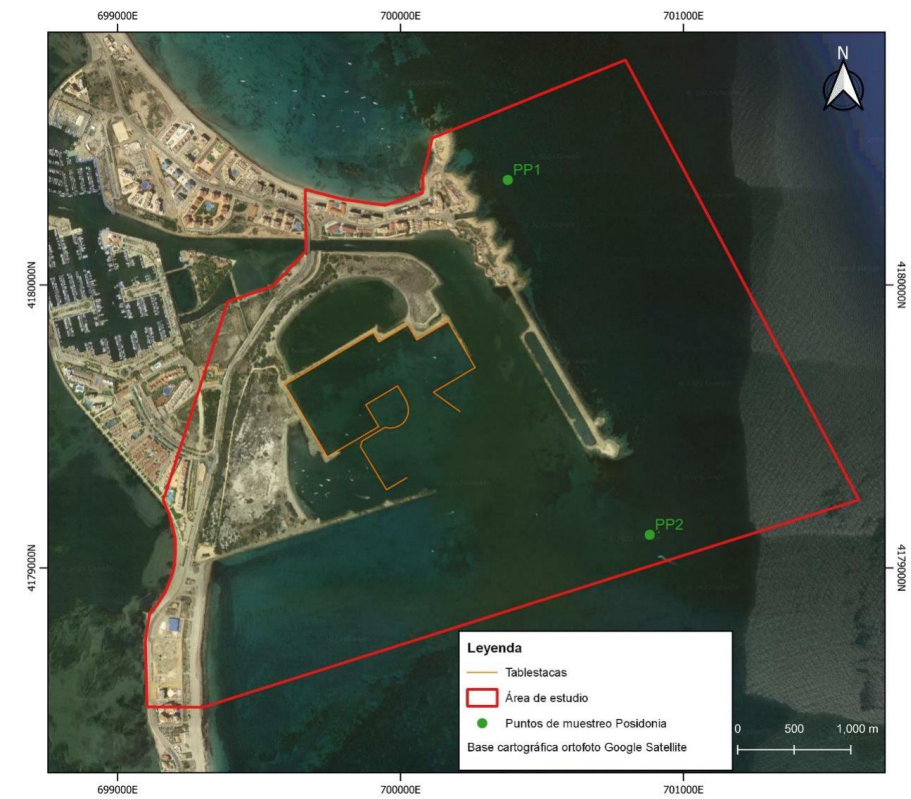 699000E 700000E 701000E
N
PP1
4180000N 4180000N
PP2
4179000N 4179000N
Leyenda
Tablestacas
Área de estudio
Puntos de muestreo Posidonia
Base cartográfica ortofoto Google Satellite
0 500 1,000 m
699000E 700000E 701000E